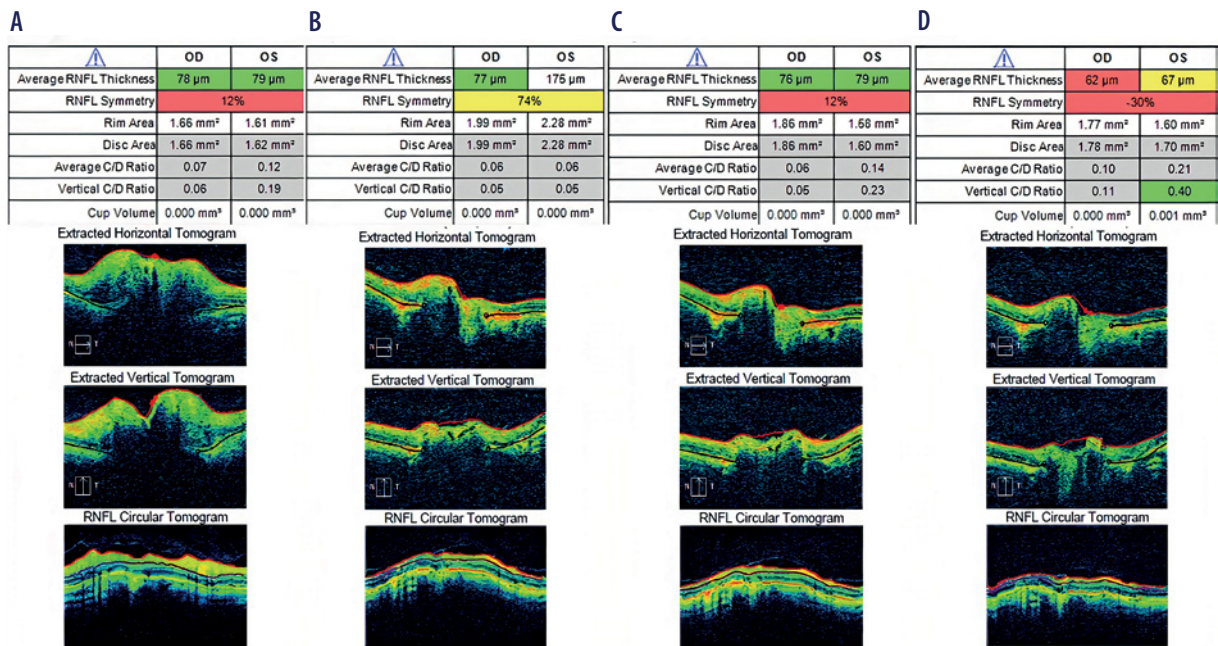 A
OD OS
Average RNFL Thickness 78 µm 79 µm
RNFL Symmetry 12%
Rim Area 1.66 mm² 1.61 mm²
Disc Area 1.66 mm² 1.62 mm²
Average C/D Ratio 0.07 0.12
Vertical C/D Ratio 0.06 0.19
Cup Volume 0.000 mm³ 0.000 mm³
Extracted Horizontal Tomogram
N T
Extracted Vertical Tomogram
N T
RNFL Circular Tomogram
B
OD OS
Average RNFL Thickness 77 µm 175 µm
RNFL Symmetry 74%
Rim Area 1.99 mm² 2.28 mm²
Disc Area 1.99 mm² 2.28 mm²
Average C/D Ratio 0.06 0.06
Vertical C/D Ratio 0.05 0.05
Cup Volume 0.000 mm³ 0.000 mm³
Extracted Horizontal Tomogram
N T
Extracted Vertical Tomogram
N T
RNFL Circular Tomogram
C
OD OS
Average RNFL Thickness 76 µm 79 µm
RNFL Symmetry 12%
Rim Area 1.86 mm² 1.58 mm²
Disc Area 1.86 mm² 1.60 mm²
Average C/D Ratio 0.06 0.14
Vertical C/D Ratio 0.05 0.23
Cup Volume 0.000 mm³ 0.000 mm³
Extracted Horizontal Tomogram
N T
Extracted Vertical Tomogram
N T
RNFL Circular Tomogram
D
OD OS
Average RNFL Thickness 62 µm 67 µm
RNFL Symmetry -30%
Rim Area 1.77 mm² 1.60 mm²
Disc Area 1.78 mm² 1.70 mm²
Average C/D Ratio 0.10 0.21
Vertical C/D Ratio 0.11 0.40
Cup Volume 0.000 mm³ 0.001 mm³
Extracted Horizontal Tomogram
N T
Extracted Vertical Tomogram
N T
RNFL Circular Tomogram